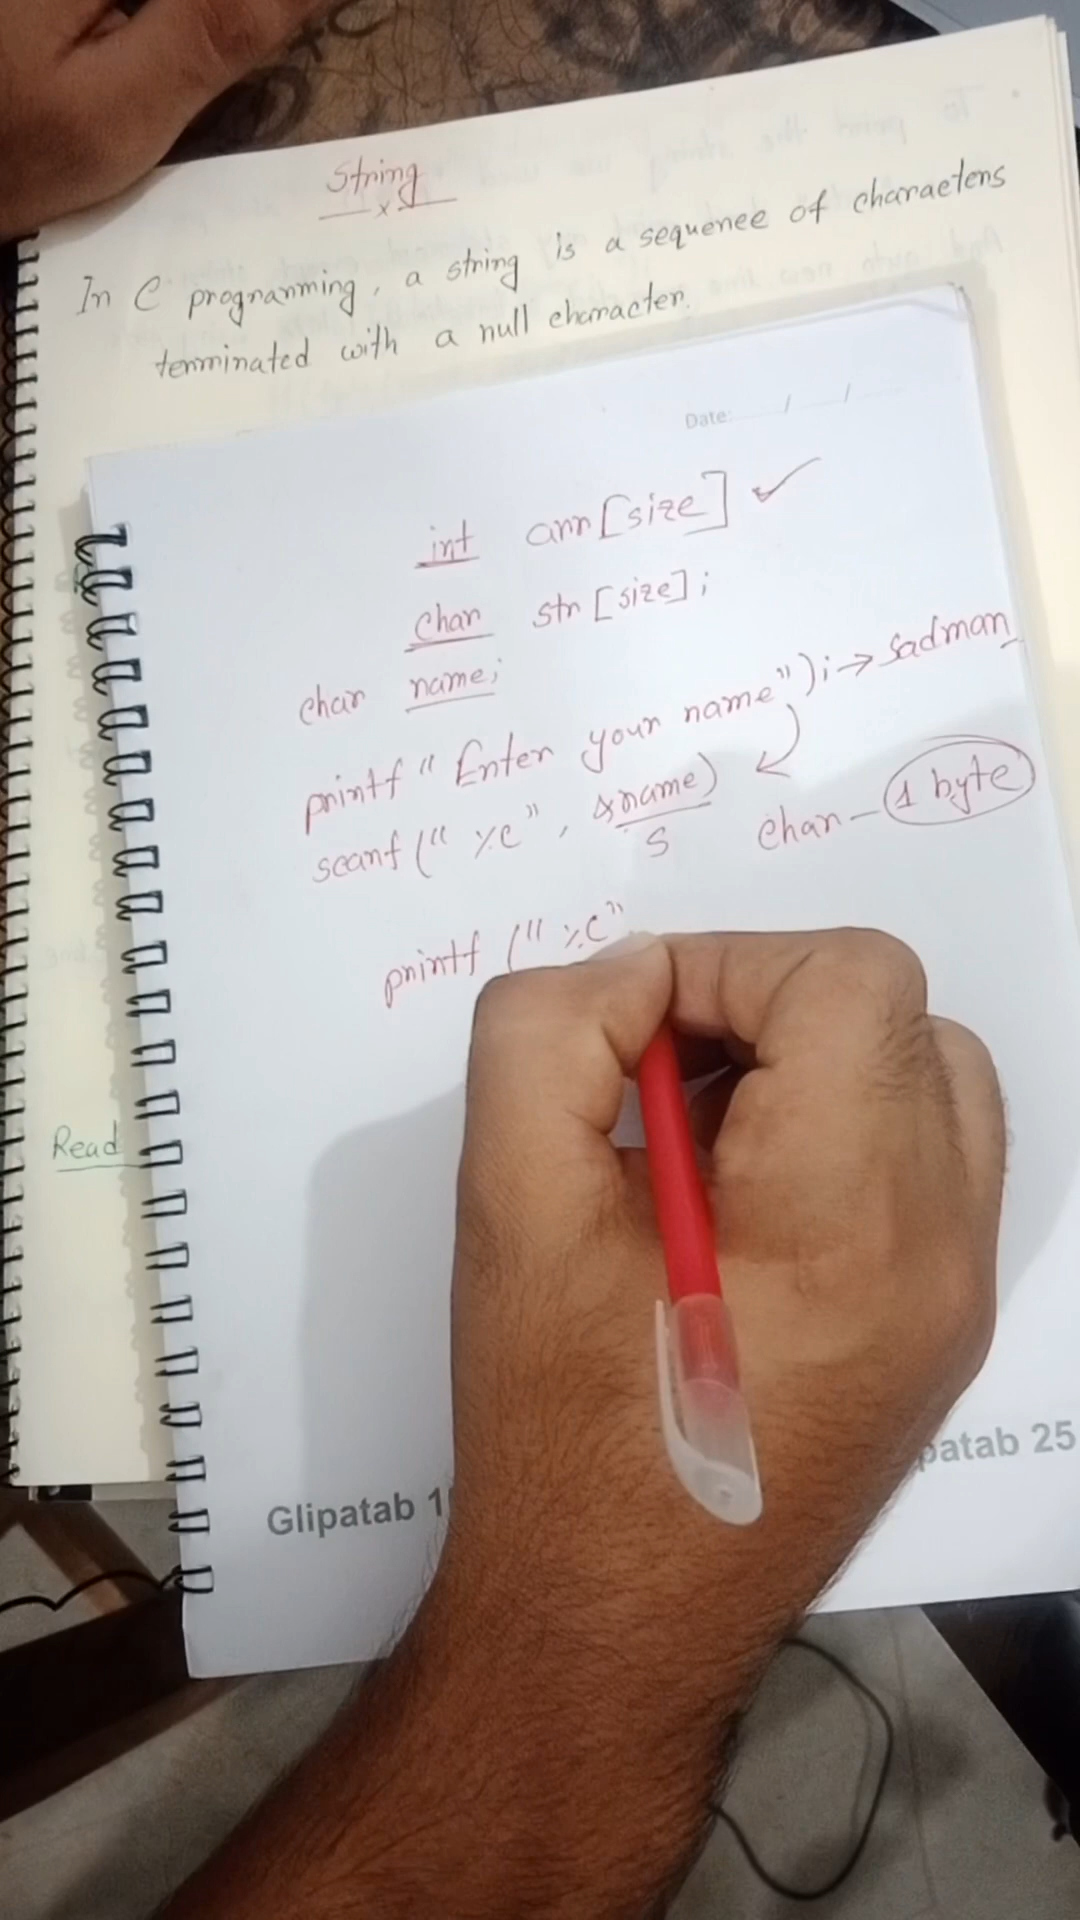 String
In C programming, a string is a sequence of characters
terminated with a null character.
Date: / /
int arr[size] ✓
char str[size];
char name;
printf "Enter your name"); → Sadman
scanf ("%c", &name)
S
char - 1 byte
printf ("%c"
Read
Glipatab 1
patab 25